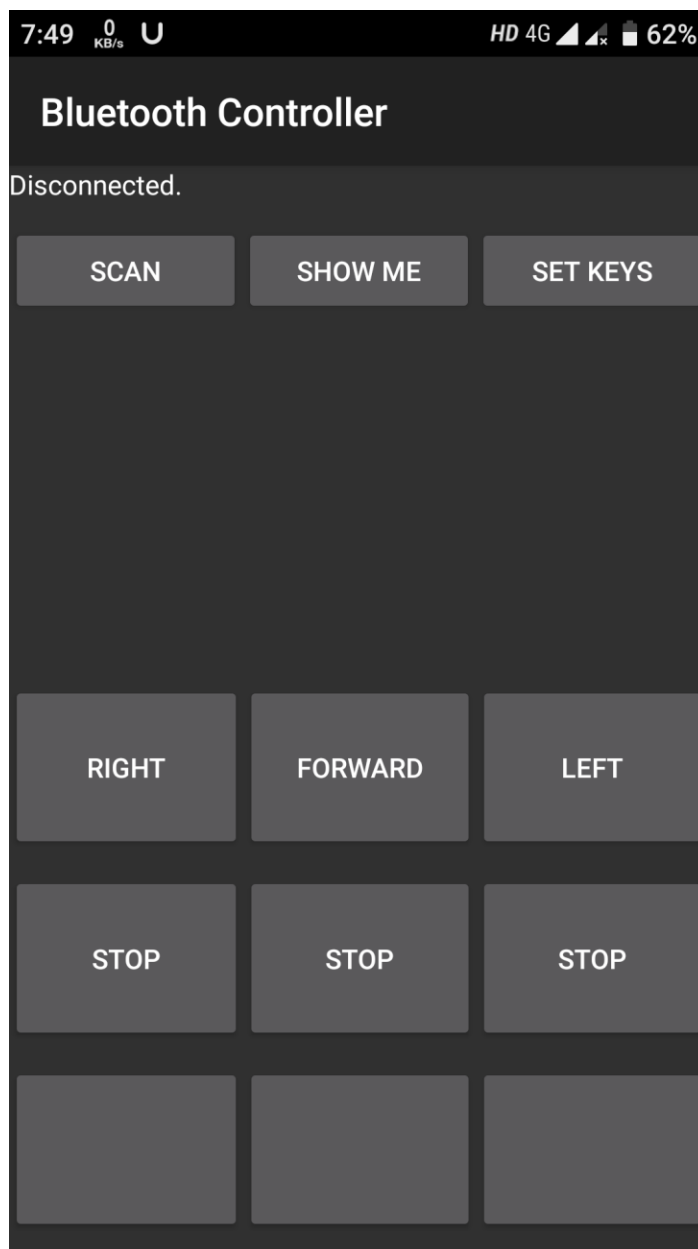 7:49 0 KB/s U HD 4G x 62%
Bluetooth Controller
Disconnected.
SCAN SHOW ME SET KEYS
RIGHT FORWARD LEFT
STOP STOP STOP